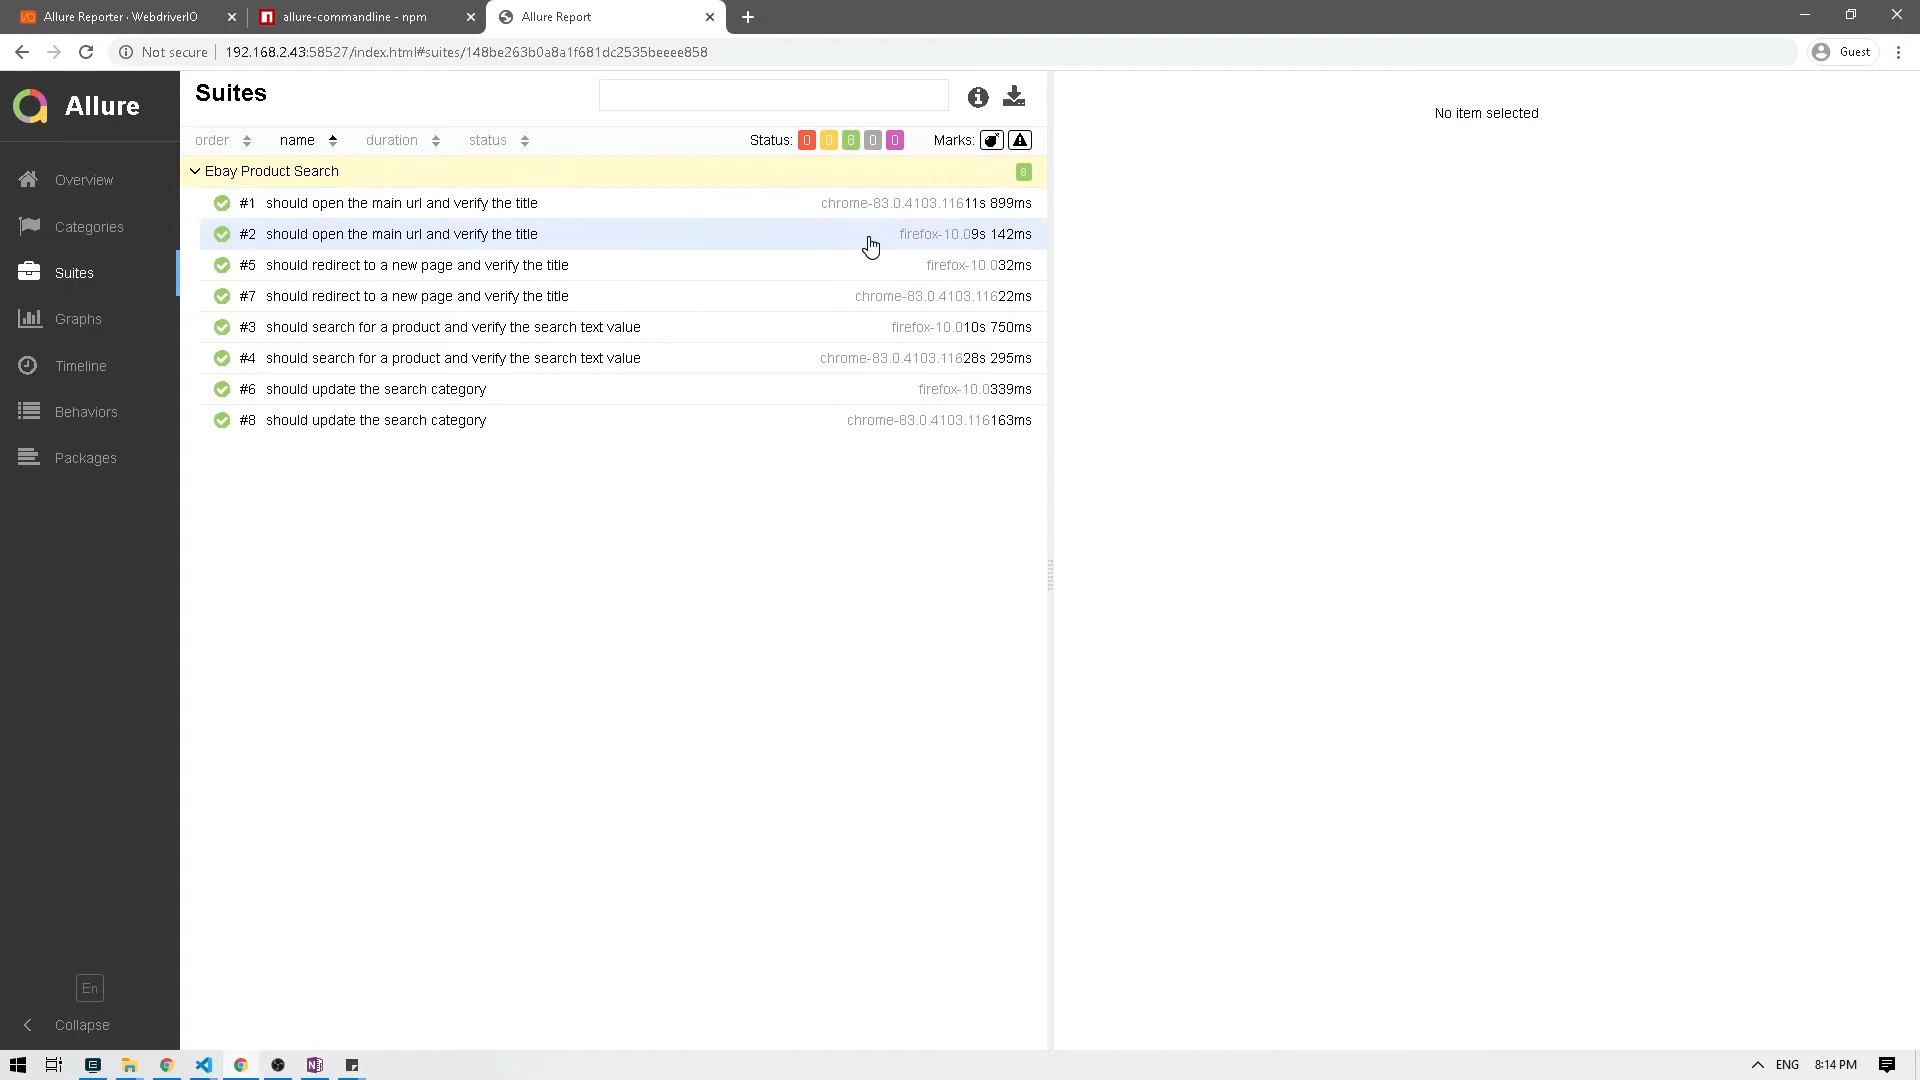 Allure Reporter · WebdriverIO
allure-commandline - npm
Allure Report
Not secure
192.168.2.43:58527/index.html#suites/148be263b0a8a1f681dc2535beeee858
Guest
Allure
Overview
Categories
Suites
Graphs
Timeline
Behaviors
Packages
En
Collapse
Suites
order name duration status
Status: 0 0 8 0 0 Marks:
Ebay Product Search 8
#1 should open the main url and verify the title chrome-83.0.4103.116 11s 899ms
#2 should open the main url and verify the title firefox-10.0 9s 142ms
#5 should redirect to a new page and verify the title firefox-10.0 32ms
#7 should redirect to a new page and verify the title chrome-83.0.4103.116 22ms
#3 should search for a product and verify the search text value firefox-10.0 10s 750ms
#4 should search for a product and verify the search text value chrome-83.0.4103.116 28s 295ms
#6 should update the search category firefox-10.0 339ms
#8 should update the search category chrome-83.0.4103.116 163ms
No item selected
ENG 8:14 PM